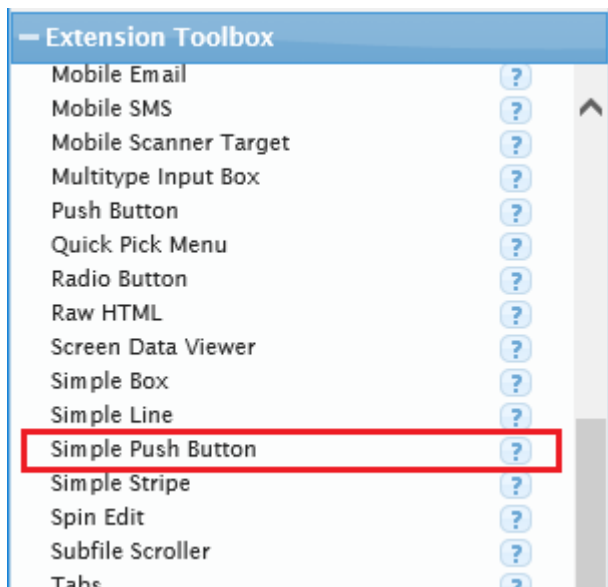 Extension Toolbox
Mobile Email ?
Mobile SMS ?
Mobile Scanner Target ?
Multitype Input Box ?
Push Button ?
Quick Pick Menu ?
Radio Button ?
Raw HTML ?
Screen Data Viewer ?
Simple Box ?
Simple Line ?
Simple Push Button ?
Simple Stripe ?
Spin Edit ?
Subfile Scroller ?
Tabs ?